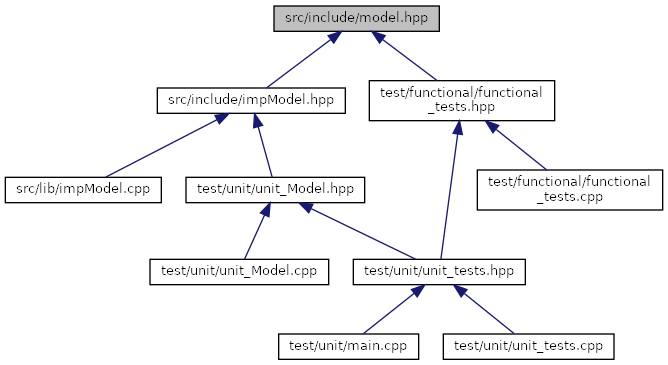 src/include/model.hpp
src/include/impModel.hpp
test/functional/functional
_tests.hpp
src/lib/impModel.cpp
test/unit/unit_Model.hpp
test/functional/functional
_tests.cpp
test/unit/unit_Model.cpp
test/unit/unit_tests.hpp
test/unit/main.cpp
test/unit/unit_tests.cpp